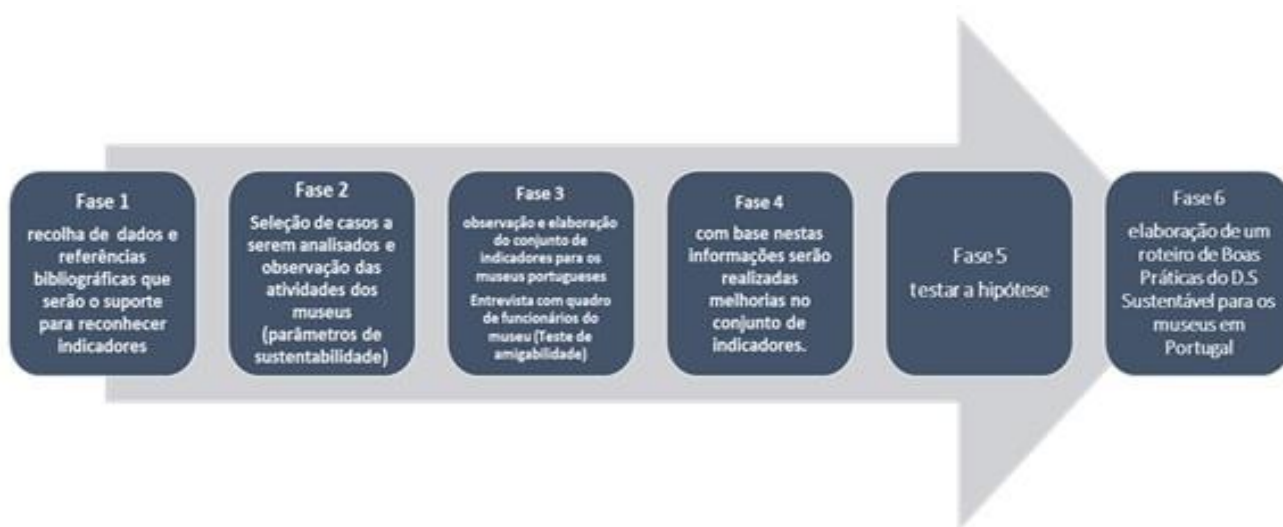 Fase 1
recolha de dados e
referências
bibliográficas que
serão o suporte
para reconhecer
indicadores
Fase 2
Seleção de casos a
serem analisados e
observação das
atividades dos
museus
(parâmetros de
sustentabilidade)
Fase 3
observação e elaboração
do conjunto de
indicadores para os
museus portugueses
Entrevista com quadro
de funcionários do
museu (Teste de
amigabilidade)
Fase 4
com base nestas
informações serão
realizadas
melhorias no
conjunto de
indicadores.
Fase 5
testar a hipótese
Fase 6
elaboração de um
roteiro de Boas
Práticas do D.S
Sustentável para os
museus em
Portugal